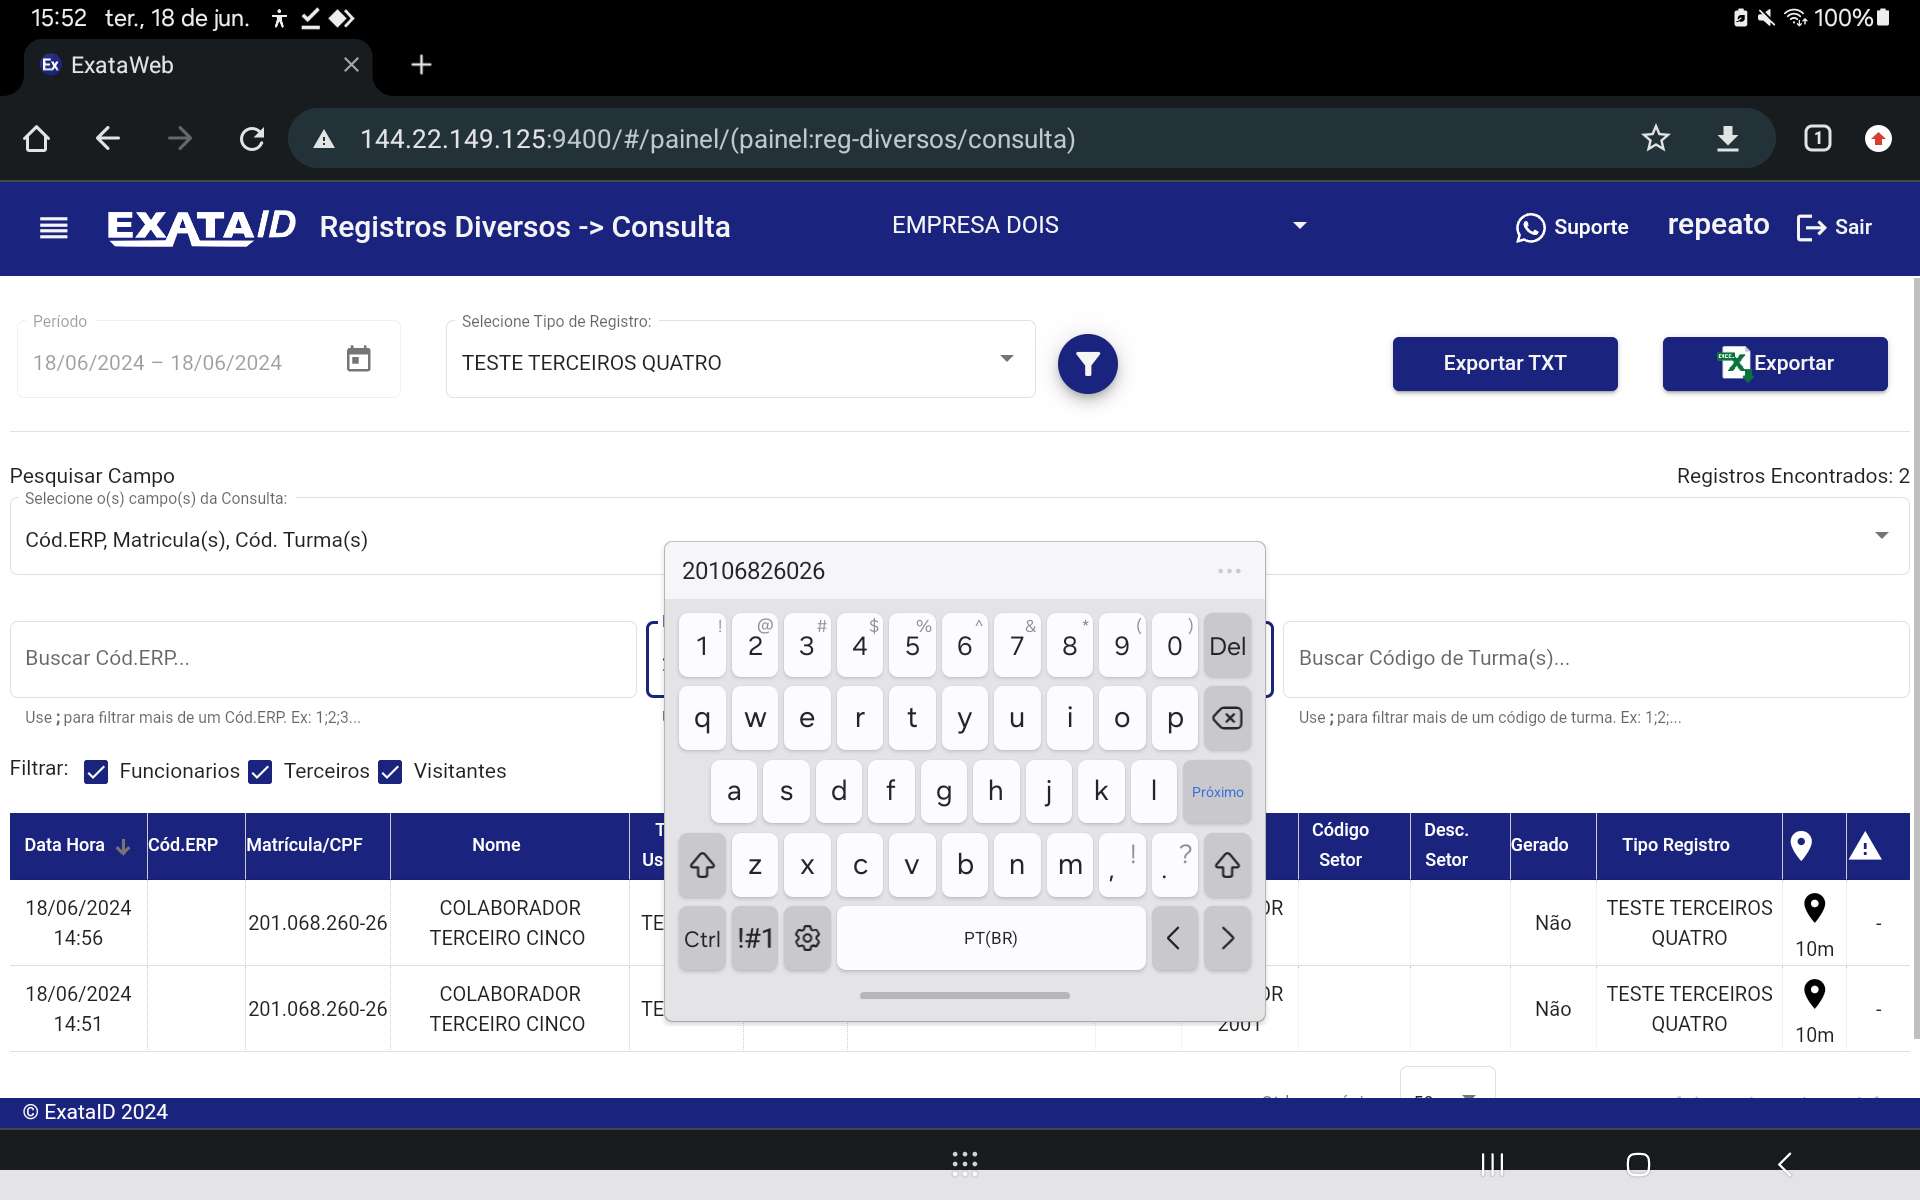 15:52 ter., 18 de jun.
100%
Ex ExataWeb
144.22.149.125:9400/#/painel/(painel:reg-diversos/consulta)
1
EXATAID Registros Diversos -> Consulta EMPRESA DOIS Suporte repeato Sair
Período
18/06/2024 – 18/06/2024
Selecione Tipo de Registro:
TESTE TERCEIROS QUATRO
Exportar TXT
Exportar
Pesquisar Campo
Registros Encontrados: 2
Selecione o(s) campo(s) da Consulta:
Cód.ERP, Matricula(s), Cód. Turma(s)
20106826026
1 ! 2 @ 3 # 4 $ 5 % 6 ^ 7 & 8 * 9 ( 0 ) Del
q w e r t y u i o p
a s d f g h j k l Próximo
z x c v b n m , ! . ?
Ctrl !#1 PT(BR) < >
Buscar Cód.ERP...
Buscar Código de Turma(s)...
Use ; para filtrar mais de um Cód.ERP. Ex: 1;2;3...
Use ; para filtrar mais de um código de turma. Ex: 1;2;...
Filtrar: Funcionarios Terceiros Visitantes
Data Hora Cód.ERP Matrícula/CPF Nome
Código Setor
Desc. Setor
Gerado Tipo Registro
18/06/2024 14:56
201.068.260-26
COLABORADOR TERCEIRO CINCO
TE
OR
Não
TESTE TERCEIROS QUATRO
10m
-
18/06/2024 14:51
201.068.260-26
COLABORADOR TERCEIRO CINCO
TE
OR
2001
Não
TESTE TERCEIROS QUATRO
10m
-
© ExataID 2024